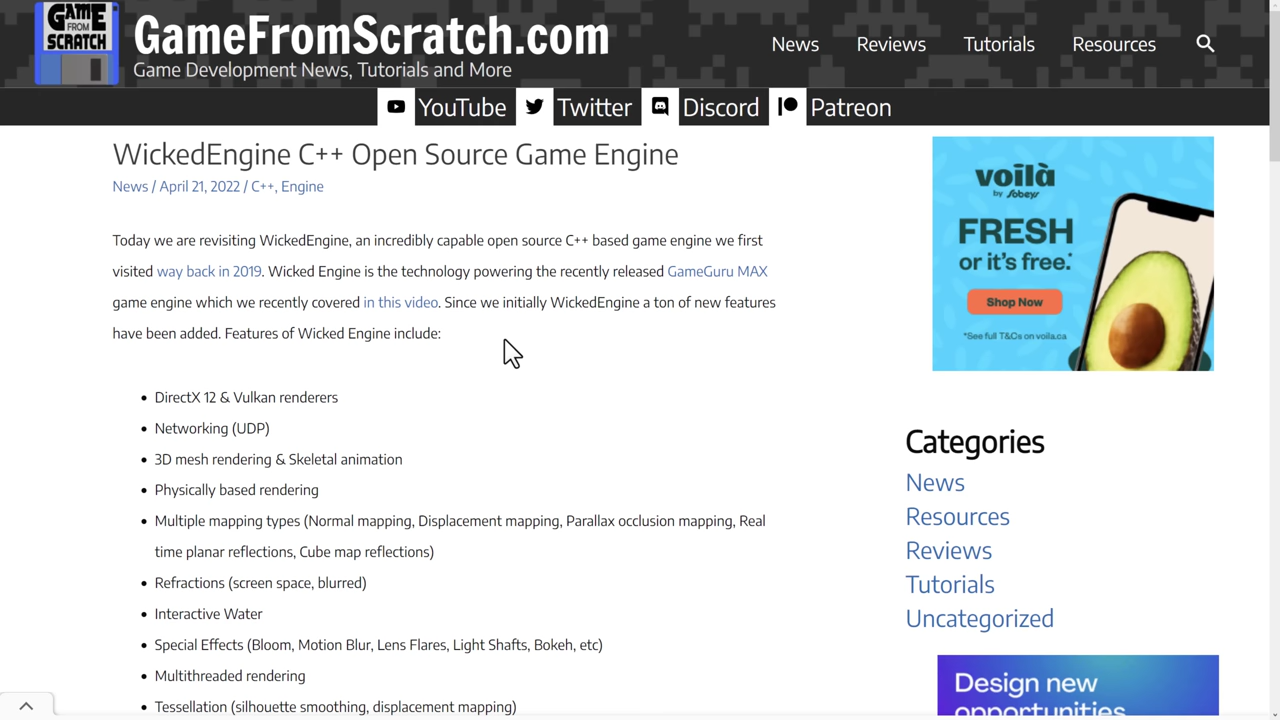 GAME
FROM
SCRATCH
GameFromScratch.com
Game Development News, Tutorials and More
News
Reviews
Tutorials
Resources
YouTube
Twitter
Discord
Patreon
WickedEngine C++ Open Source Game Engine
News / April 21, 2022 / C++, Engine
Today we are revisiting WickedEngine, an incredibly capable open source C++ based game engine we first
visited way back in 2019. Wicked Engine is the technology powering the recently released GameGuru MAX
game engine which we recently covered in this video. Since we initially WickedEngine a ton of new features
have been added. Features of Wicked Engine include:
• DirectX 12 & Vulkan renderers
• Networking (UDP)
• 3D mesh rendering & Skeletal animation
• Physically based rendering
• Multiple mapping types (Normal mapping, Displacement mapping, Parallax occlusion mapping, Real
time planar reflections, Cube map reflections)
• Refractions (screen space, blurred)
• Interactive Water
• Special Effects (Bloom, Motion Blur, Lens Flares, Light Shafts, Bokeh, etc)
• Multithreaded rendering
• Tessellation (silhouette smoothing, displacement mapping)
voilà
by Sobeys
FRESH
or it's free.*
Shop Now
*See full T&Cs on voila.ca
Categories
News
Resources
Reviews
Tutorials
Uncategorized
Design new
opportunities